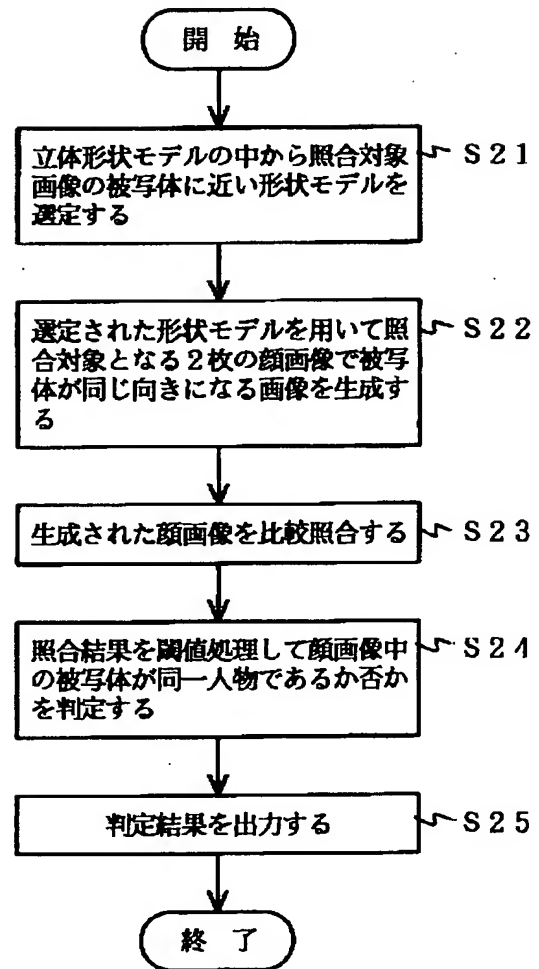 開 始
立体形状モデルの中から照合対象
画像の被写体に近い形状モデルを
選定する
S21
選定された形状モデルを用いて照
合対象となる2枚の顔画像で被写
体が同じ向きになる画像を生成す
る
S22
生成された顔画像を比較照合する
S23
照合結果を閾値処理して顔画像中
の被写体が同一人物であるか否か
を判定する
S24
判定結果を出力する
S25
終 了